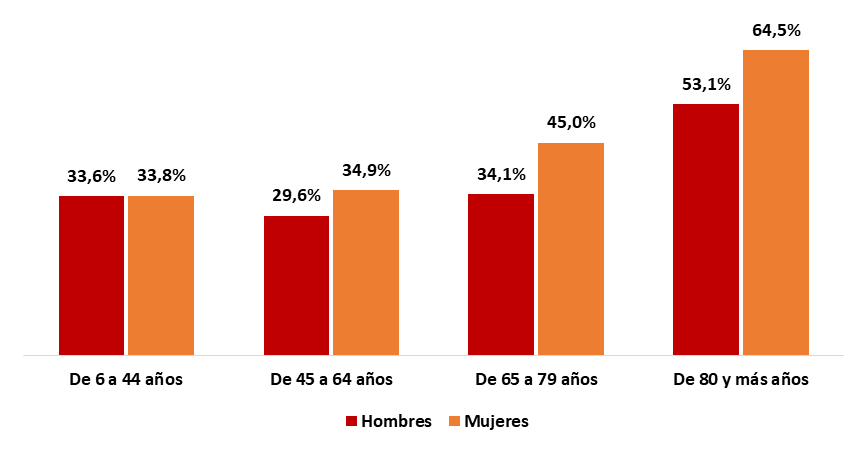 64,5%
53,1%
45,0%
33,6% 33,8% 34,9% 34,1%
29,6%
De 6 a 44 años De 45 a 64 años De 65 a 79 años De 80 y más años
Hombres Mujeres